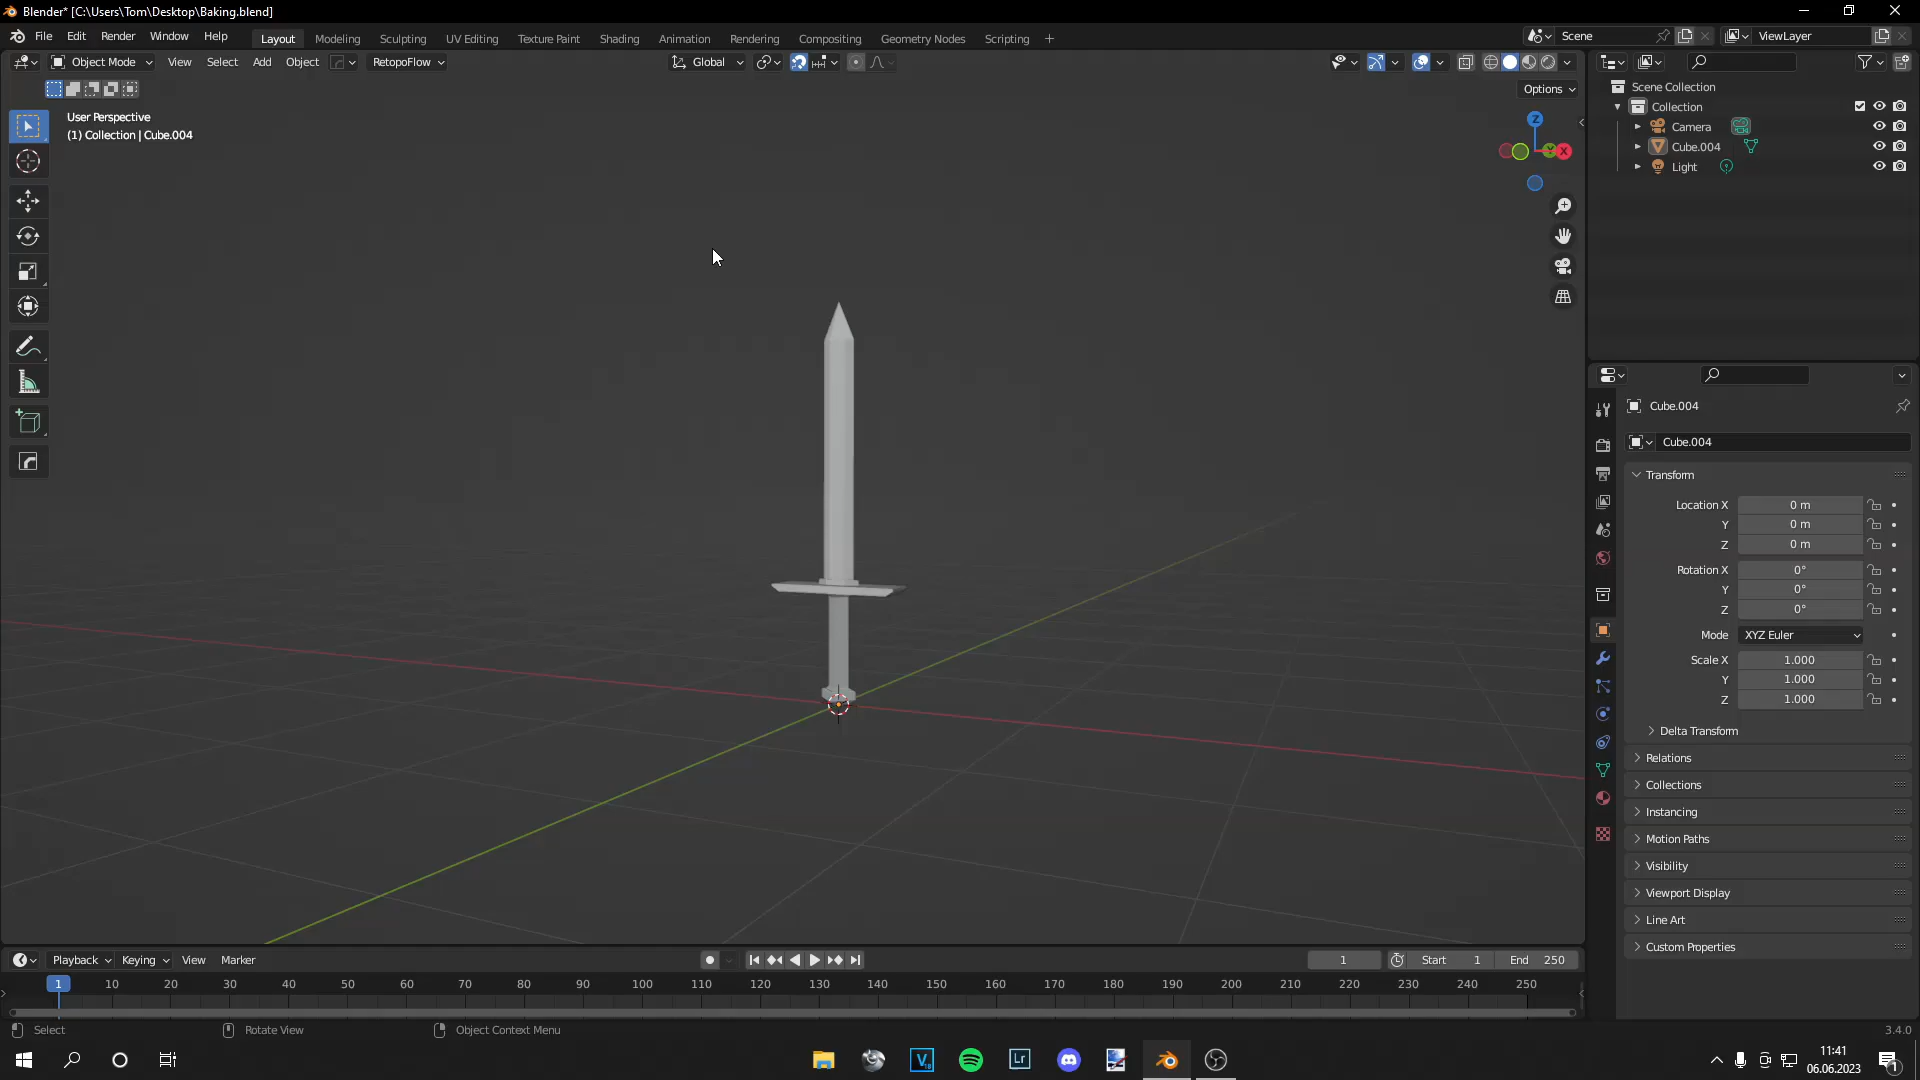 Blender* [C:\Users\Tom\Desktop\Baking.blend]
File Edit Render Window Help Layout Modeling Sculpting UV Editing Texture Paint Shading Animation Rendering Compositing Geometry Nodes Scripting + Scene ViewLayer
Object Mode View Select Add Object RetopoFlow Global
Options
User Perspective
(1) Collection | Cube.004
Z
Y X
Scene Collection
Collection
Camera
Cube.004
Light
Cube.004
Cube.004
Transform
Location X 0 m
Y 0 m
Z 0 m
Rotation X 0°
Y 0°
Z 0°
Mode XYZ Euler
Scale X 1.000
Y 1.000
Z 1.000
Delta Transform
Relations
Collections
Instancing
Motion Paths
Visibility
Viewport Display
Line Art
Custom Properties
Playback Keying View Marker 1 Start 1 End 250
1 10 20 30 40 50 60 70 80 90 100 110 120 130 140 150 160 170 180 190 200 210 220 230 240 250
Select Rotate View Object Context Menu 3.4.0
Lr
11:41
06.06.2023
1